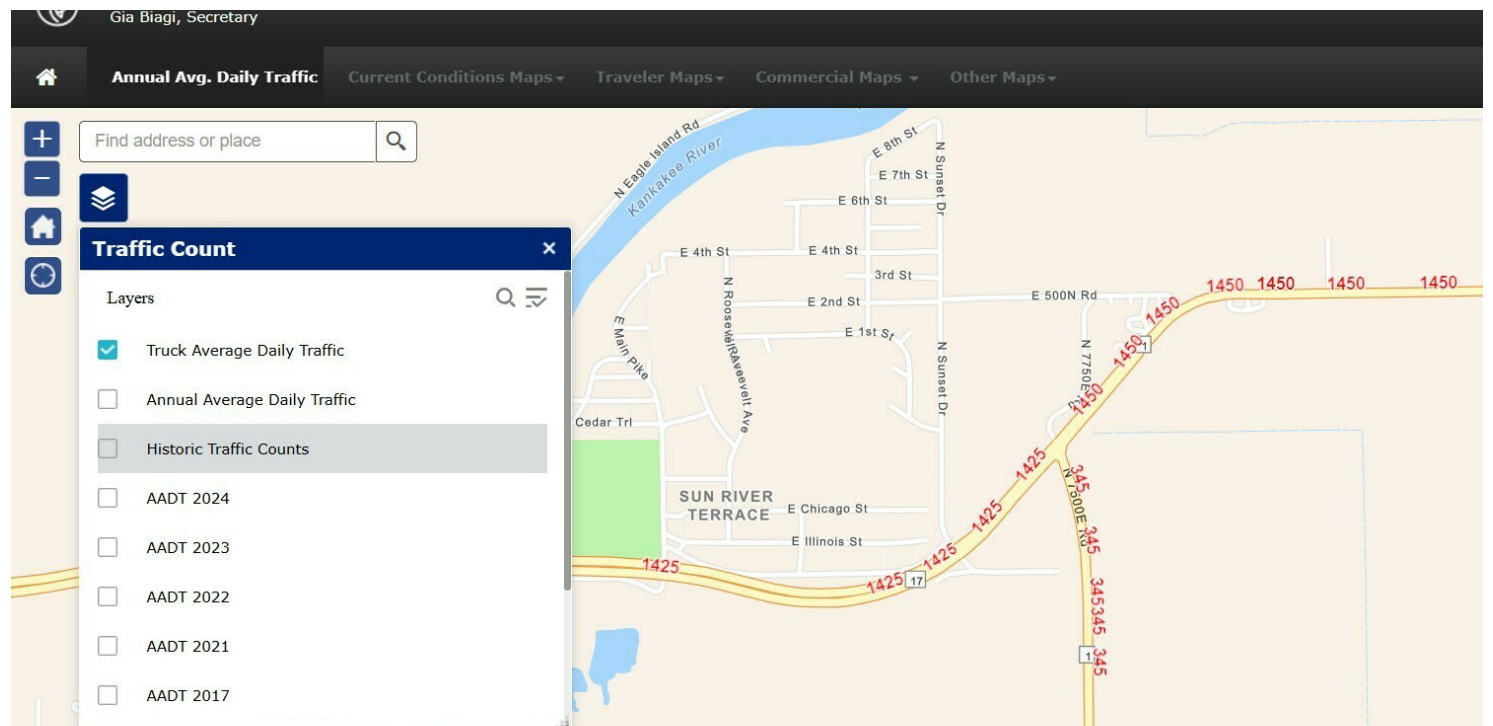 Gia Biagi, Secretary
Annual Avg. Daily Traffic Current Conditions Maps Traveler Maps Commercial Maps Other Maps
Find address or place
Traffic Count ×
Layers
Truck Average Daily Traffic
Annual Average Daily Traffic
Historic Traffic Counts
AADT 2024
AADT 2023
AADT 2022
AADT 2021
AADT 2017
N Eagle Island Rd
Kankakee River
E 8th St
N Sunset Dr
E 7th St
E 6th St
E 4th St
E 4th St
3rd St
N Roosevelt Ave
E 2nd St
E 500N Rd
1450
1450
1450
1450
1450
1450
1450
1
E 1st St
E Main Pike
N Sunset Dr
N 7750E
Cedar Trl
SUN RIVER
TERRACE
E Chicago St
E Illinois St
1425
1425
1425
1425
1425
17
N 7500E Rd
345
345
345345
345
1